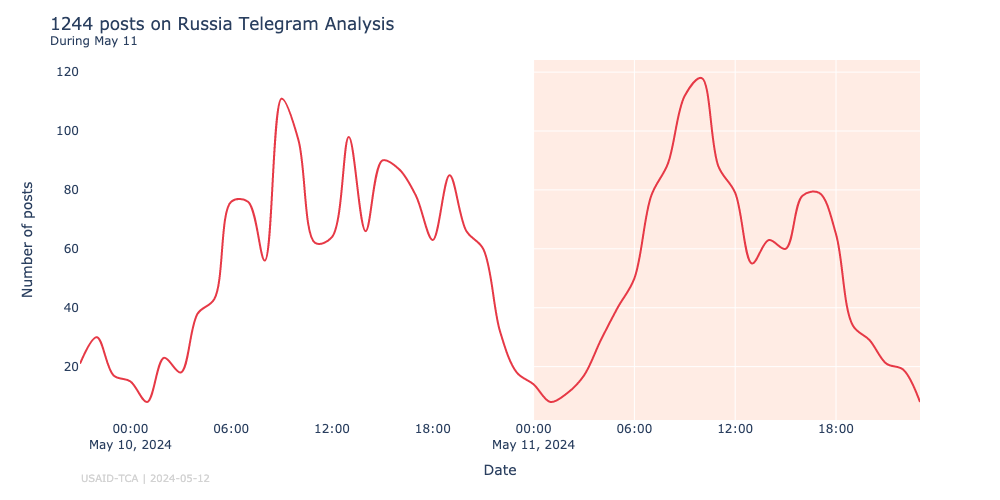 1244 posts on Russia Telegram Analysis
During May 11
120
100
80
60
40
20
Number of posts
00:00 06:00 12:00 18:00 00:00 06:00 12:00 18:00
May 10, 2024 May 11, 2024
Date
USAID-TCA | 2024-05-12